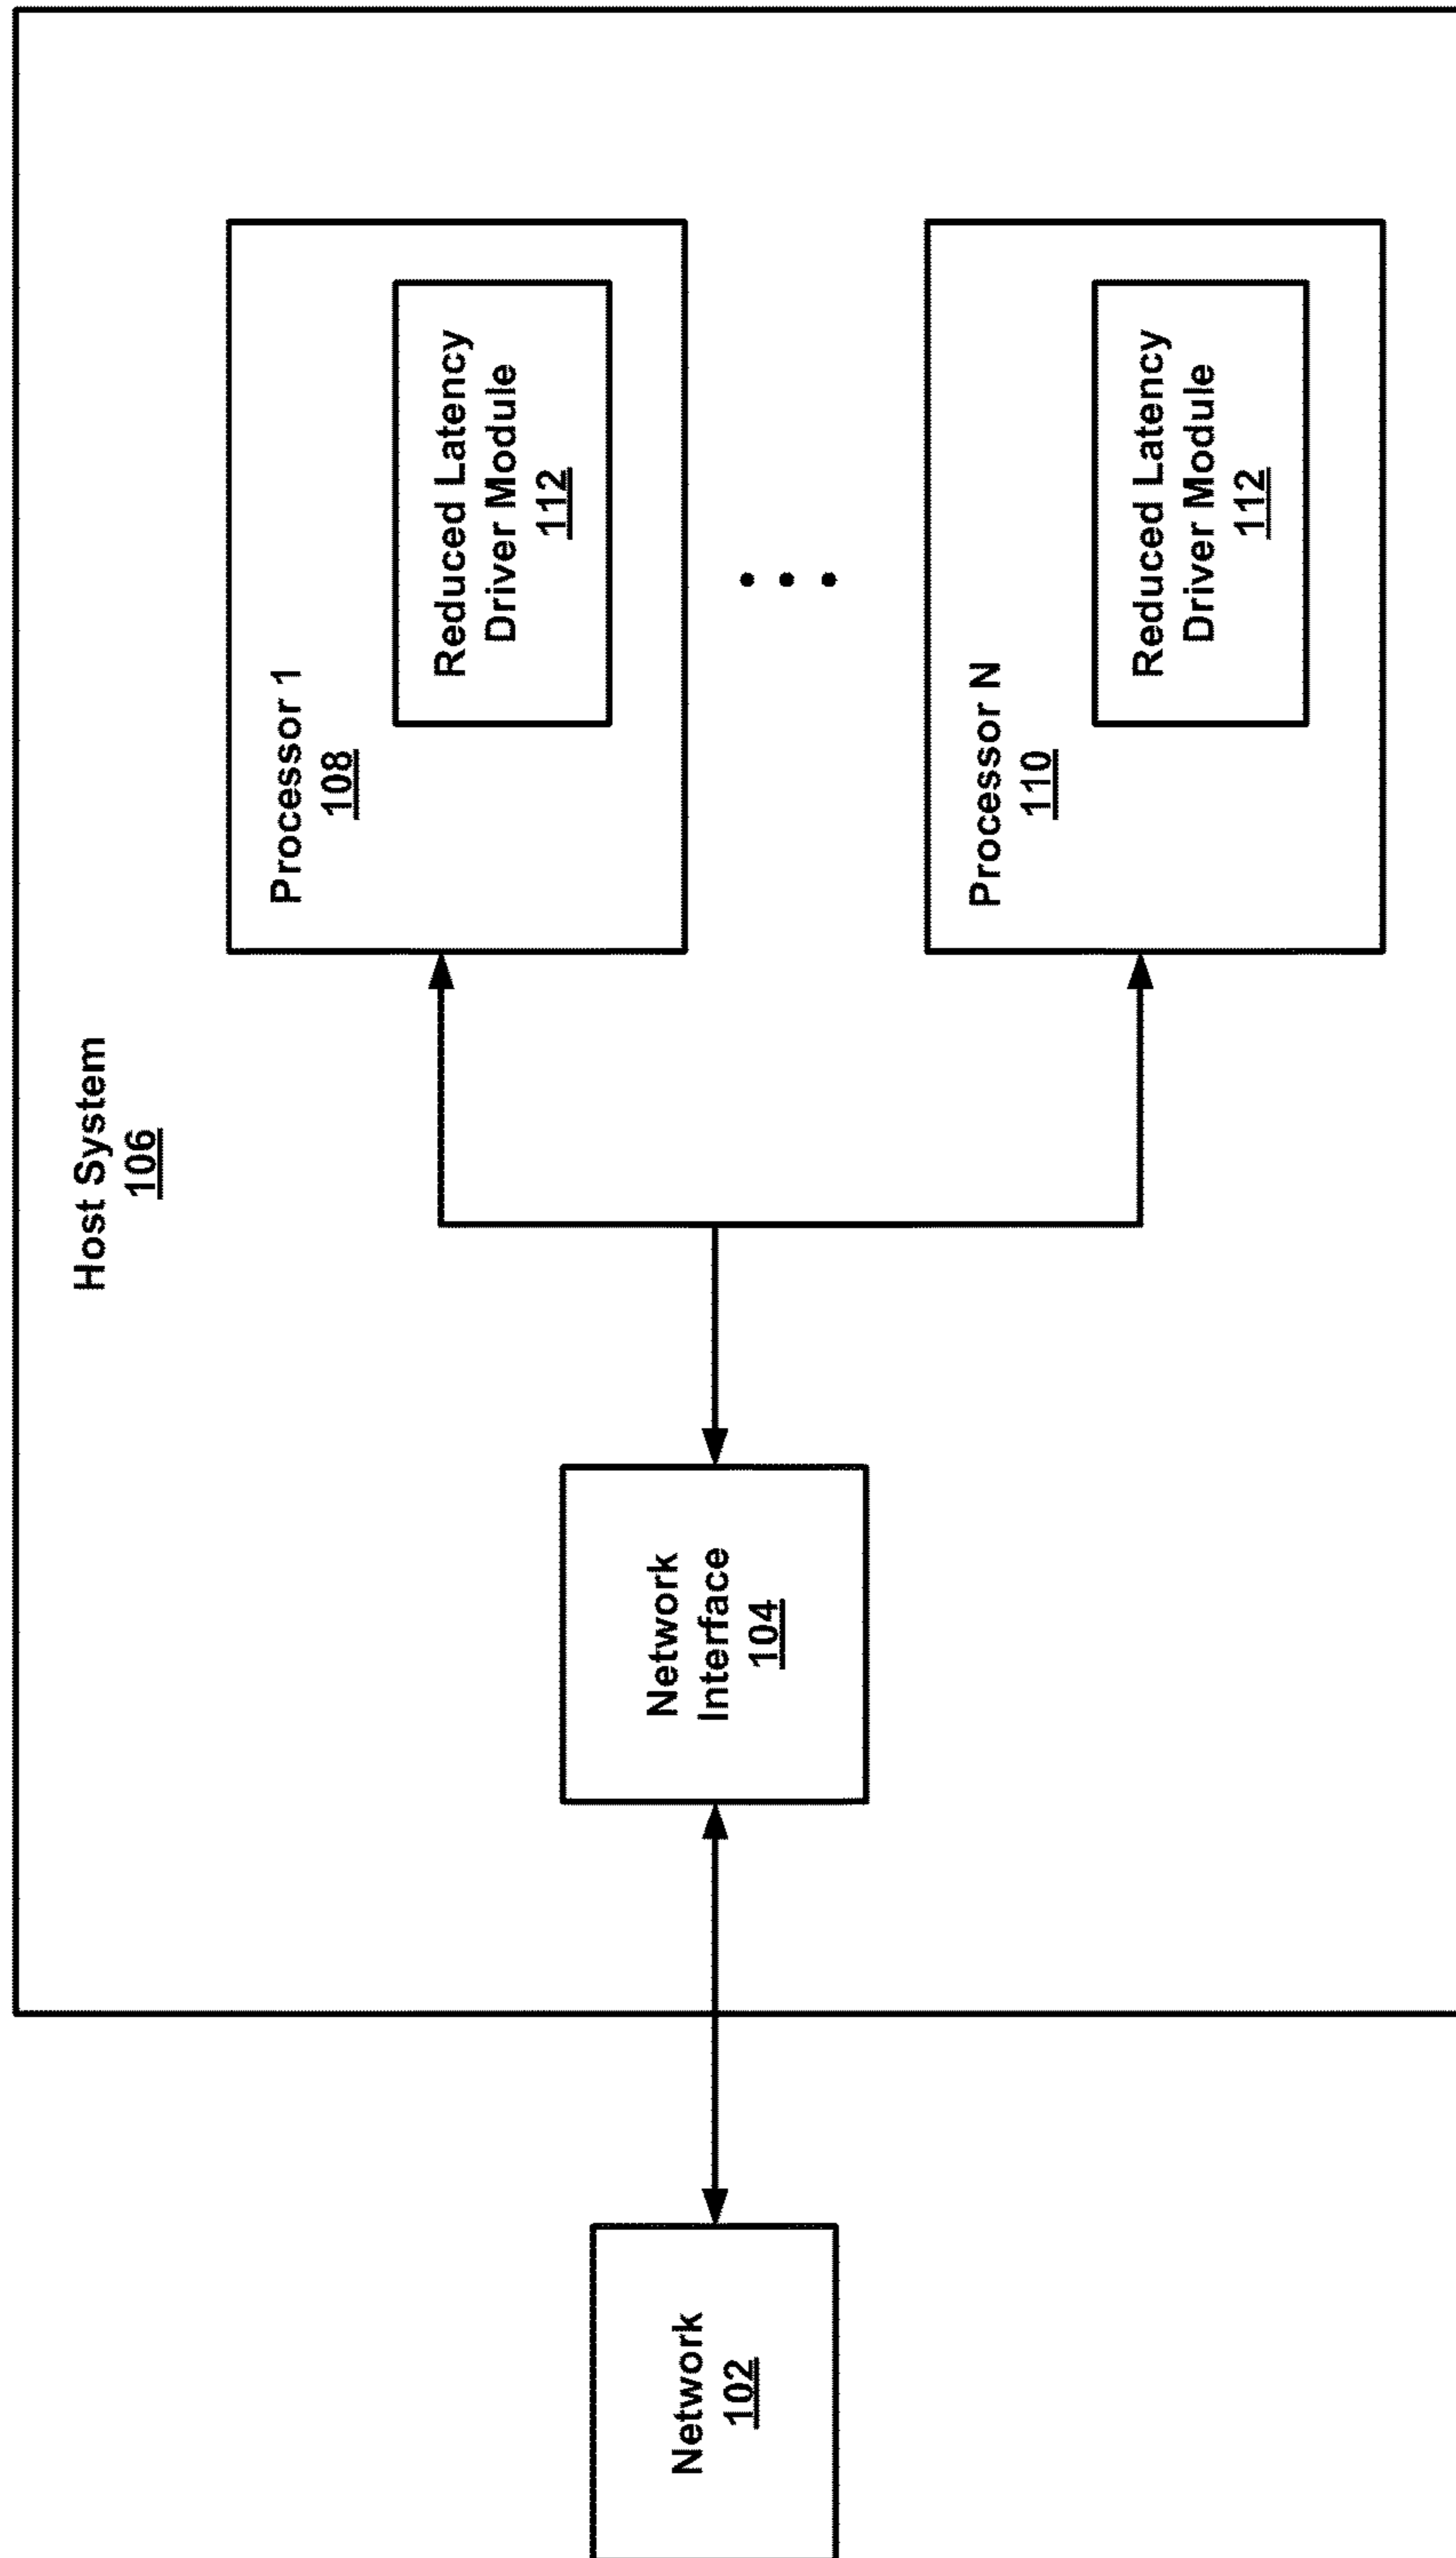 Host System
106
Network
102
Network
Interface
104
Processor 1
108
Reduced Latency
Driver Module
112
Processor N
110
Reduced Latency
Driver Module
112